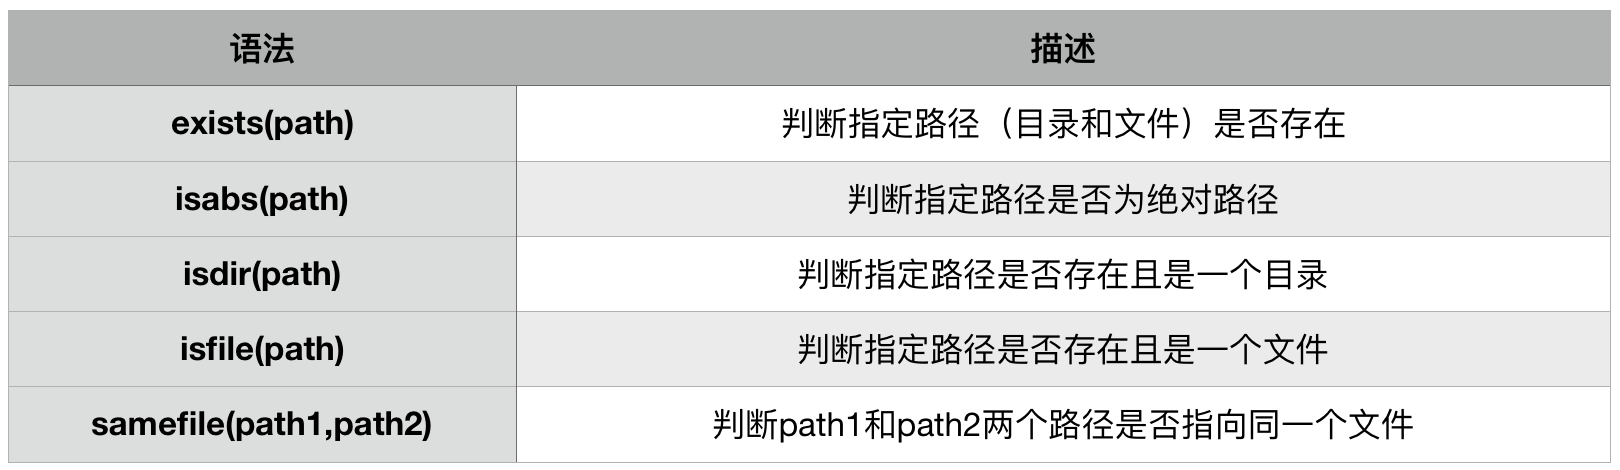 语法 描述
exists(path) 判断指定路径（目录和文件）是否存在
isabs(path) 判断指定路径是否为绝对路径
isdir(path) 判断指定路径是否存在且是一个目录
isfile(path) 判断指定路径是否存在且是一个文件
samefile(path1,path2) 判断path1和path2两个路径是否指向同一个文件